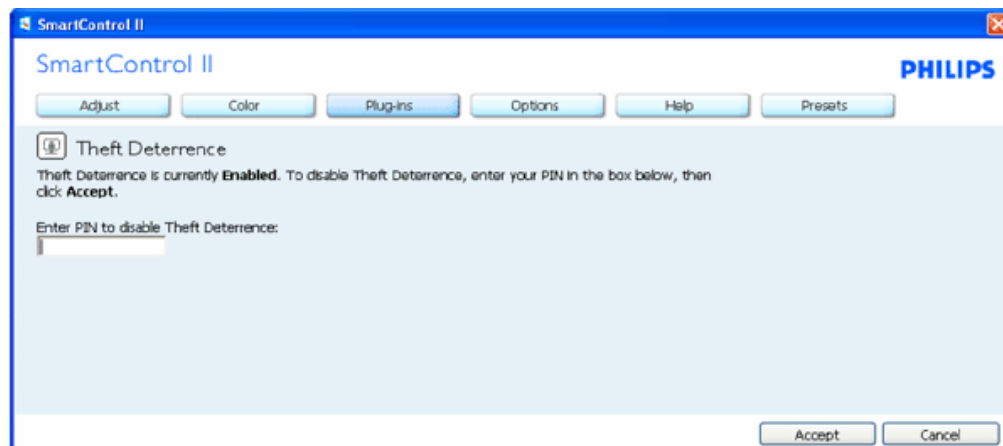 SmartControl II
SmartControl II
PHILIPS
Adjust Color Plug-ins Options Help Presets
Theft Deterrence
Theft Deterrence is currently Enabled. To disable Theft Deterrence, enter your PIN in the box below, then
click Accept.
Enter PIN to disable Theft Deterrence:
Accept Cancel